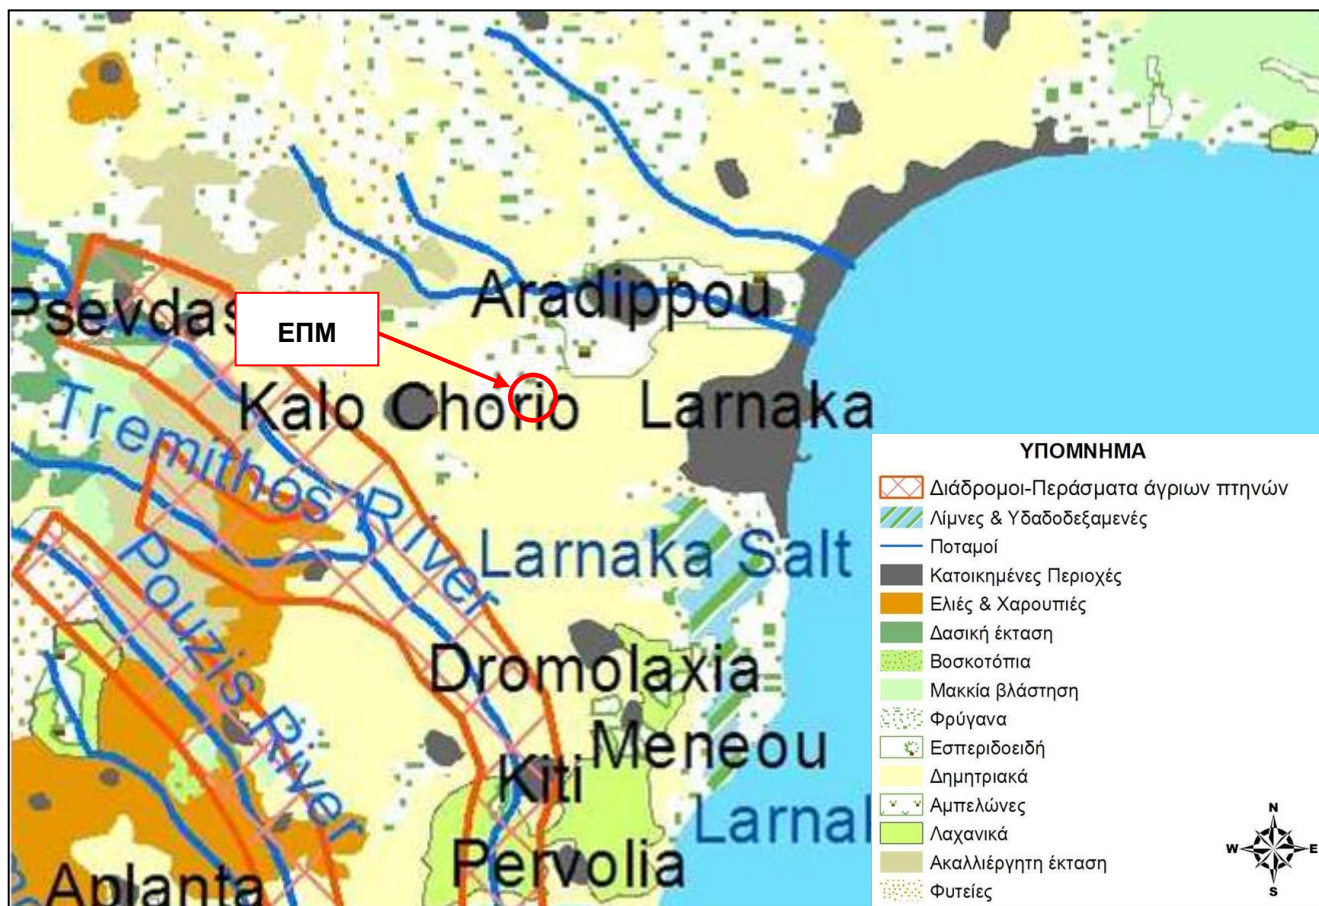 Aradippou
Psevdas
ΕΠΜ
Kalo Chorio
Larnaka
Tremithos River
Larnaka Salt
Pouzis River
Dromolaxia
Meneou
Kiti
Larnak
Pervolia
Aplanta
ΥΠΟΜΝΗΜΑ
Διάδρομοι-Περάσματα άγριων πτηνών
Λίμνες & Υδαδοδεξαμενές
Ποταμοί
Κατοικημένες Περιοχές
Ελιές & Χαρουπιές
Δασική έκταση
Βοσκοτόπια
Μακκία βλάστηση
Φρύγανα
Εσπεριδοειδή
Δημητριακά
Αμπελώνες
Λαχανικά
Ακαλλιέργητη έκταση
Φυτείες
N
W E
S